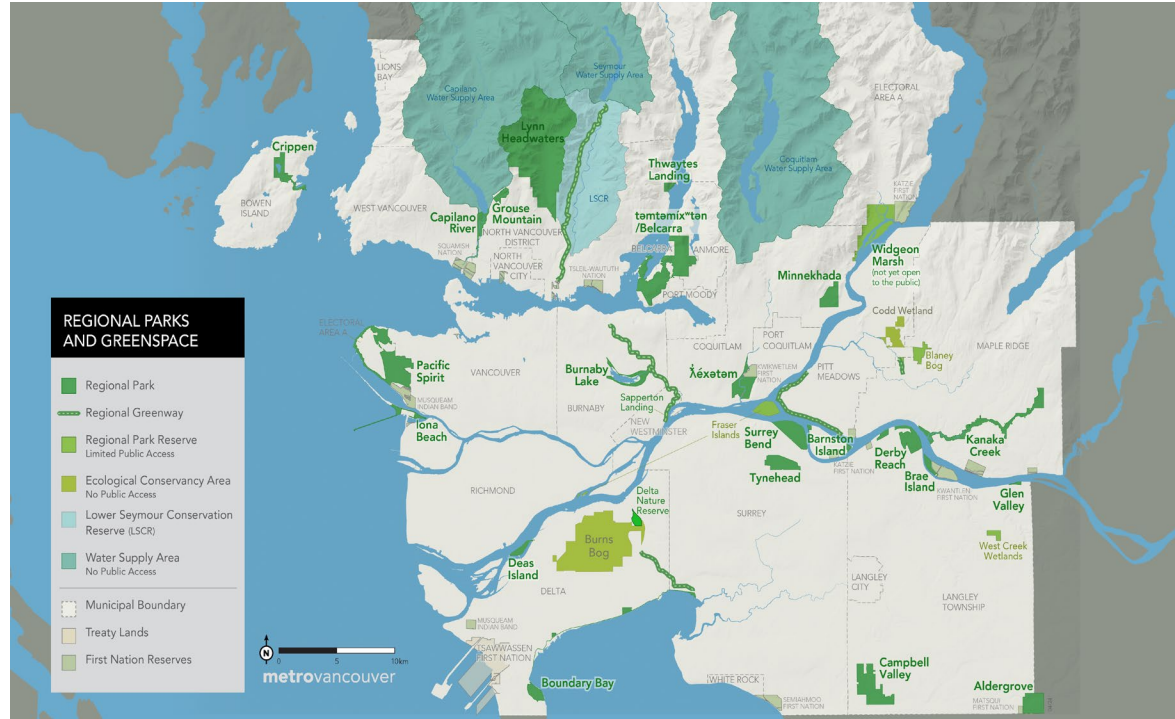 LIONS
BAY
Capilano
Water Supply Area
Seymour
Water Supply Area
ELECTORAL
AREA A
Lynn
Headwaters
Crippen
BOWEN
ISLAND
WEST VANCOUVER
Capilano
River
Grouse
Mountain
NORTH VANCOUVER
DISTRICT
LSCR
Thwaytes
Landing
Coquitlam
Water Supply Area
təmtəmíxʷtən
/Belcarra
BELCARRA
ANMORE
KATZIE
FIRST
NATION
SQUAMISH
NATION
NORTH
VANCOUVER
CITY
TSLEIL-WAUTUTH
NATION
PORT MOODY
Minnekhada
Widgeon
Marsh
(not yet open
to the public)
REGIONAL PARKS
AND GREENSPACE
Regional Park
Regional Greenway
Regional Park Reserve
Limited Public Access
Ecological Conservancy Area
No Public Access
Lower Seymour Conservation
Reserve (LSCR)
Water Supply Area
No Public Access
Municipal Boundary
Treaty Lands
First Nation Reserves
ELECTORAL
AREA A
Pacific
Spirit
VANCOUVER
MUSQUEAM
INDIAN BAND
Iona
Beach
Burnaby
Lake
BURNABY
Sapperton
Landing
NEW
WESTMINSTER
COQUITLAM
PORT
COQUITLAM
ƛ̓éxətəm
KWIKWETLEM
FIRST
NATION
PITT
MEADOWS
Codd Wetland
Blaney
Bog
MAPLE RIDGE
Fraser
Islands
Surrey
Bend
Barnston
Island
KATZIE
FIRST NATION
Tynehead
Derby
Reach
Brae
Island
Kanaka
Creek
KWANTLEN
FIRST NATION
Glen
Valley
RICHMOND
Delta
Nature
Reserve
SURREY
Burns
Bog
Deas
Island
DELTA
West Creek
Wetlands
LANGLEY
CITY
LANGLEY
TOWNSHIP
MUSQUEAM
INDIAN BAND
TSAWWASSEN
FIRST NATION
N
0 5 10km
metrovancouver
Boundary Bay
WHITE ROCK
SEMIAHMOO
FIRST NATION
Campbell
Valley
Aldergrove
MATSQUI
FIRST NATION